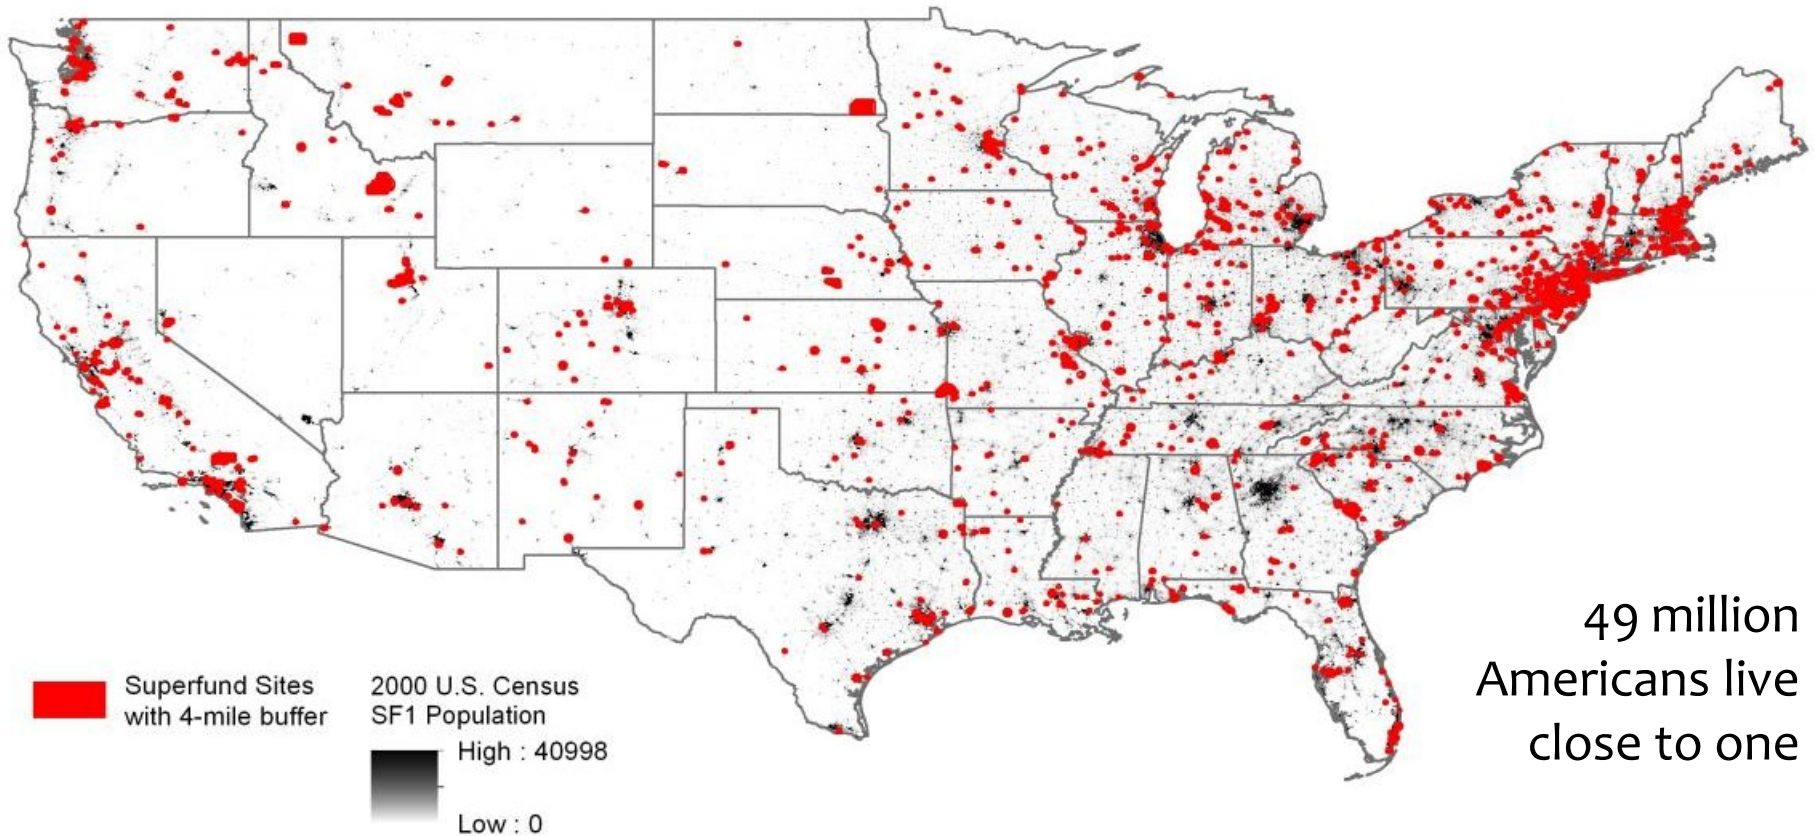 49 million
Americans live
close to one
Superfund Sites
with 4-mile buffer
2000 U.S. Census
SF1 Population
High : 40998
Low : 0